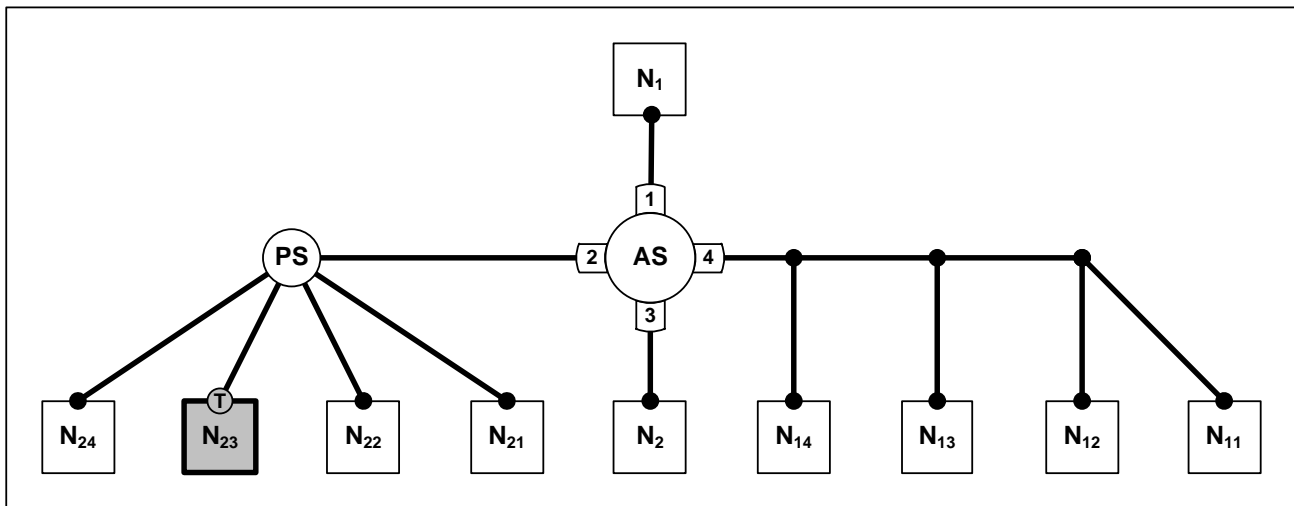 N₁
1
PS 2 AS 4
3
T
N₂₄ N₂₃ N₂₂ N₂₁ N₂ N₁₄ N₁₃ N₁₂ N₁₁